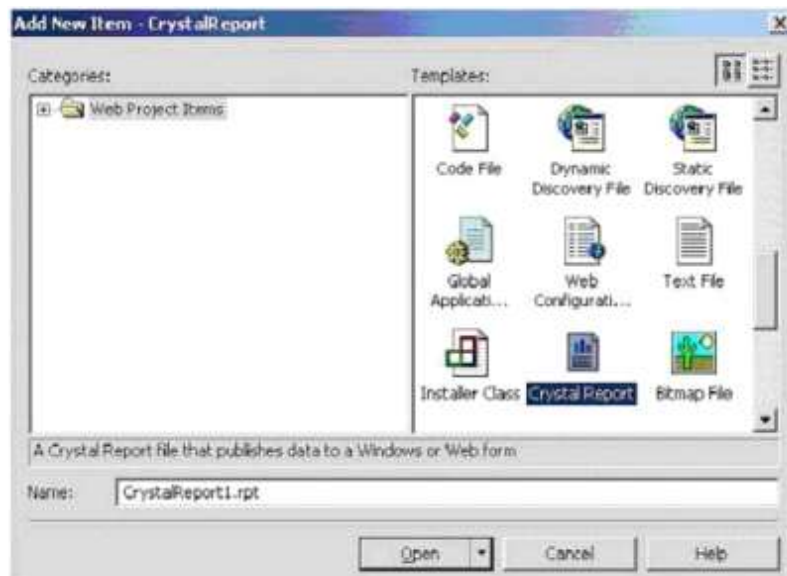 Add New Item - CrystalReport
Categories:
Templates:
Web Project Items
Code File
Dynamic
Discovery File
Static
Discovery File
Global
Applicati...
Web
Configurati...
Text File
Installer Class
Crystal Report
Bitmap File
A Crystal Report file that publishes data to a Windows or Web form
Name:
CrystalReport1.rpt
Open
Cancel
Help